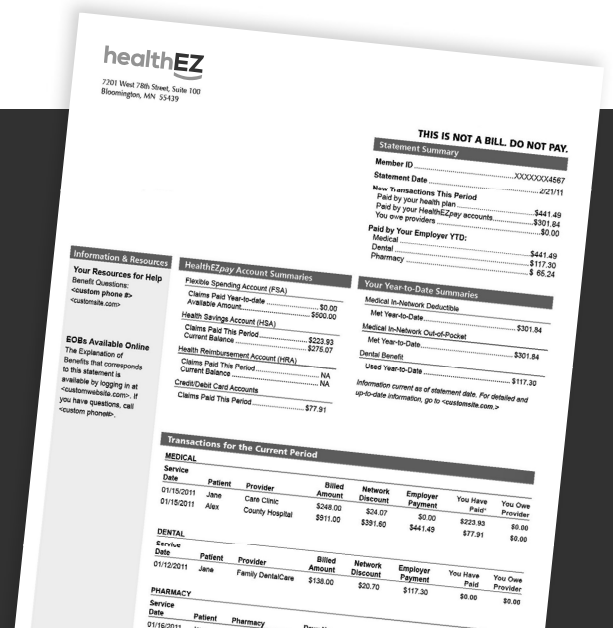 healthEZ
7201 West 78th Street, Suite 100
Bloomington, MN 55439
THIS IS NOT A BILL. DO NOT PAY.
Statement Summary
Member ID XXXXXXX4567
Statement Date 2/21/11
New Transactions This Period
Paid by your health plan $441.49
Paid by your HealthEZpay accounts $301.84
You owe providers $0.00
Paid by Your Employer YTD:
Medical $441.49
Dental $117.30
Pharmacy $ 65.24
Information & Resources
Your Resources for Help
Benefit Questions:
<custom phone #>
<customsite.com>
EOBs Available Online
The Explanation of
Benefits that corresponds
to this statement is
available by logging in at
<customwebsite.com>. If
you have questions, call
<custom phone#>.
HealthEZpay Account Summaries
Flexible Spending Account (FSA)
Claims Paid Year-to-date $0.00
Available Amount $500.00
Health Savings Account (HSA)
Claims Paid This Period $223.93
Current Balance $276.07
Health Reimbursement Account (HRA)
Claims Paid This Period NA
Current Balance NA
Credit/Debit Card Accounts
Claims Paid This Period $77.91
Your Year-to-Date Summaries
Medical In-Network Deductible
Met Year-to-Date $301.84
Medical In-Network Out-of-Pocket
Met Year-to-Date $301.84
Dental Benefit
Used Year-to-Date $117.30
Information current as of statement date. For detailed and
up-to-date information, go to <customsite.com.>
Transactions for the Current Period
MEDICAL
Service Date Patient Provider Billed Amount Network Discount Employer Payment You Have Paid* You Owe Provider
01/15/2011 Jane Care Clinic $248.00 $24.07 $0.00 $223.93 $0.00
01/15/2011 Alex County Hospital $911.00 $391.60 $441.49 $77.91 $0.00
DENTAL
Service Date Patient Provider Billed Amount Network Discount Employer Payment You Have Paid You Owe Provider
01/12/2011 Jane Family DentalCare $138.00 $20.70 $117.30 $0.00 $0.00
PHARMACY
Service Date Patient Pharmacy
01/16/2011